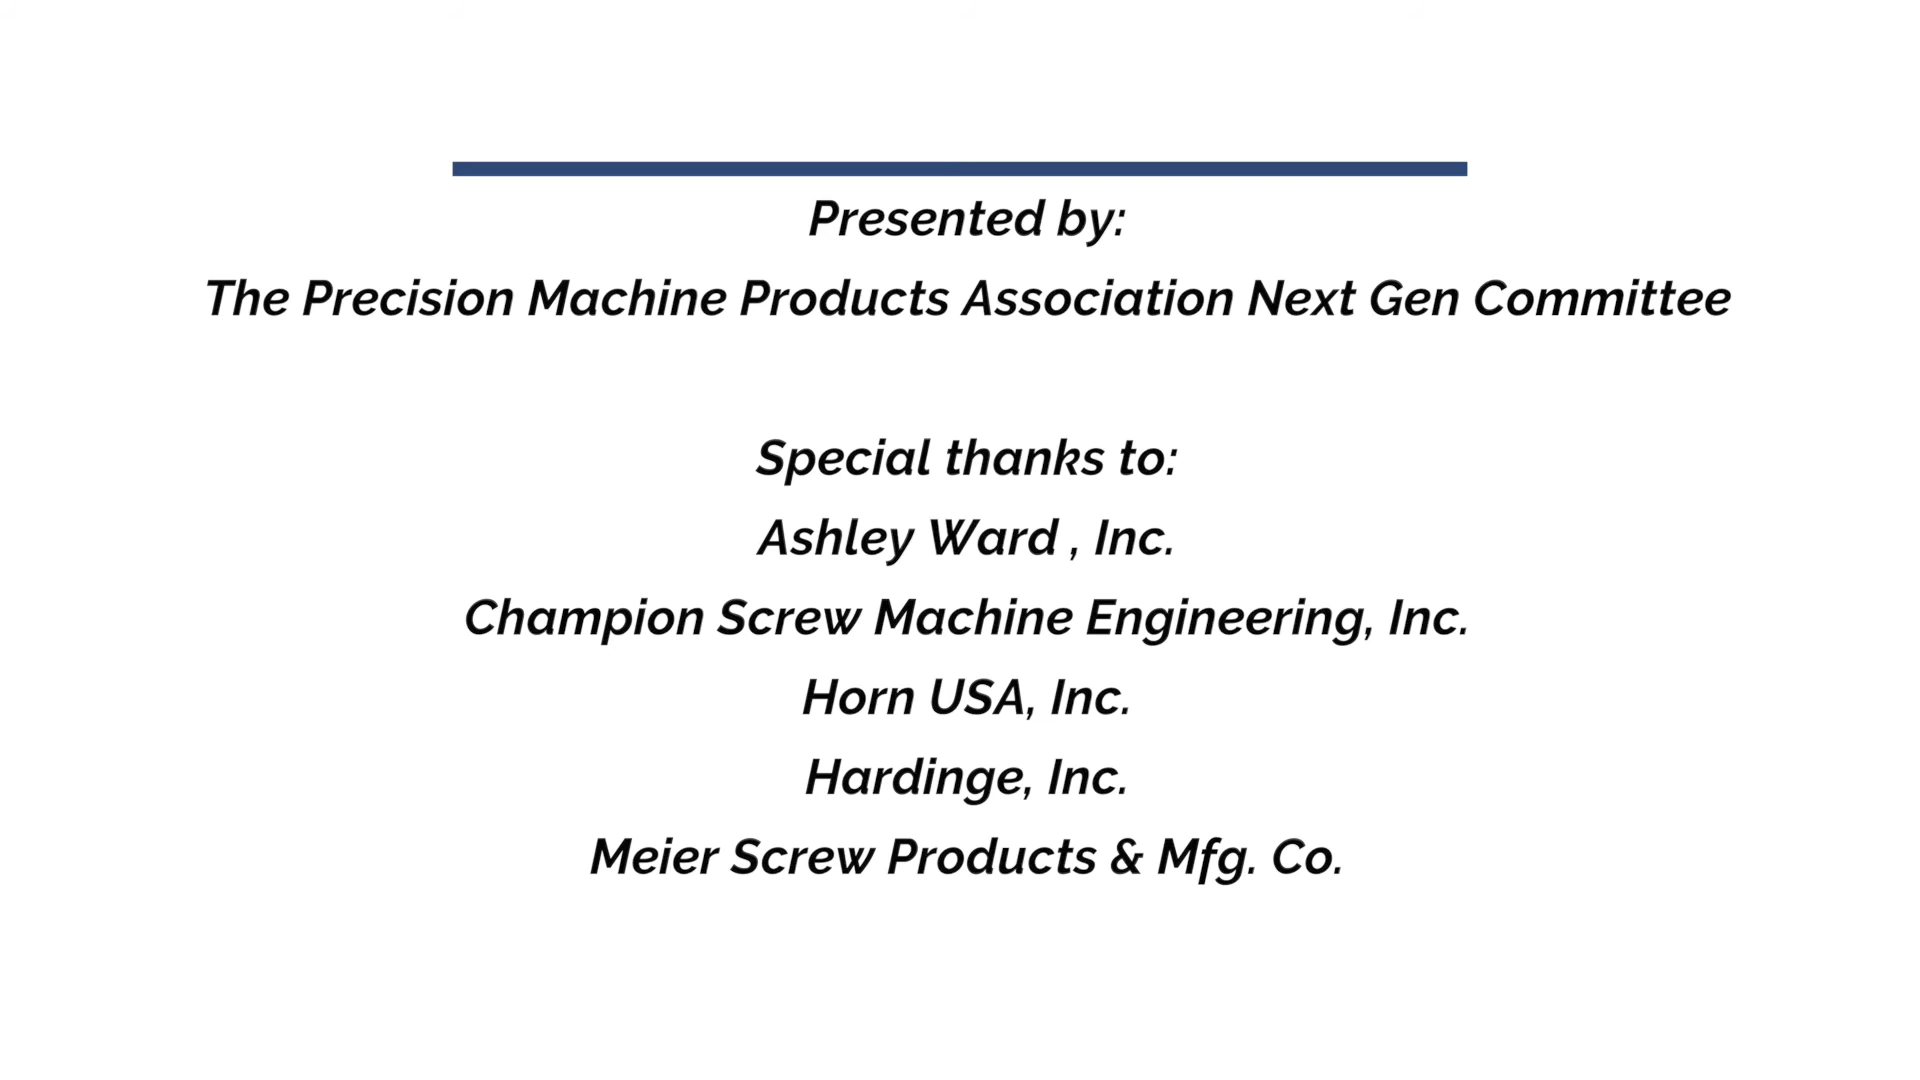 Presented by:
The Precision Machine Products Association Next Gen Committee
Special thanks to:
Ashley Ward , Inc.
Champion Screw Machine Engineering, Inc.
Horn USA, Inc.
Hardinge, Inc.
Meier Screw Products & Mfg. Co.